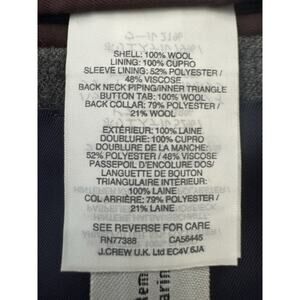 SHELL: 100% WOOL
LINING: 100% CUPRO
SLEEVE LINING: 52% POLYESTER /
48% VISCOSE
BACK NECK PIPING/INNER TRIANGLE
BUTTON TAB: 100% WOOL
BACK COLLAR: 79% POLYESTER /
21% WOOL
EXTÉRIEUR: 100% LAINE
DOUBLURE: 100% CUPRO
DOUBLURE DE LA MANCHE:
52% POLYESTER / 48% VISCOSE
PASSEPOIL D'ENCOLURE DOS/
LANGUETTE DE BOUTON
TRIANGULAIRE INTÉRIEUR:
100% LAINE
COL ARRIÈRE: 79% POLYESTER /
21% LAINE
SEE REVERSE FOR CARE
RN77388 CA56445
J.CREW U.K. Ltd EC4V 6JA